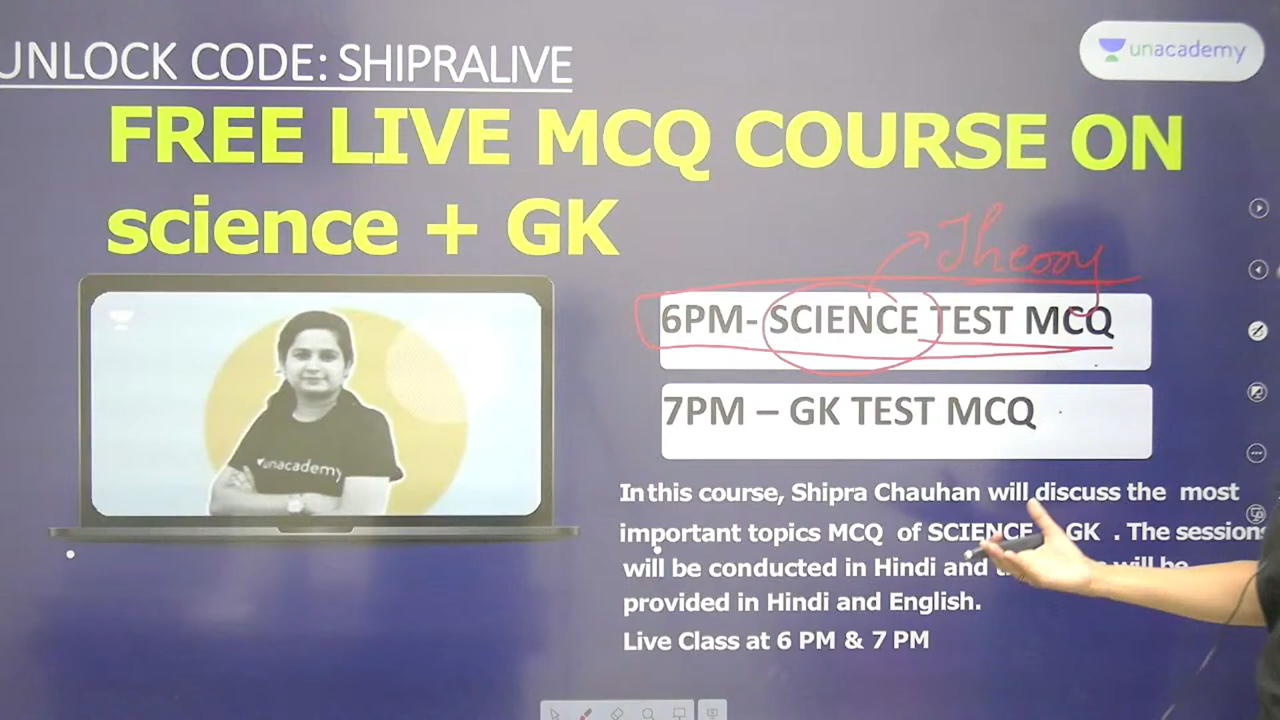 UNLOCK CODE: SHIPRALIVE
unacademy
FREE LIVE MCQ COURSE ON
science + GK
Theory
6PM- SCIENCE TEST MCQ
7PM – GK TEST MCQ
unacademy
In this course, Shipra Chauhan will discuss the most
important topics MCQ of SCIENCE GK . The sessions
will be conducted in Hindi and will be
provided in Hindi and English.
Live Class at 6 PM & 7 PM